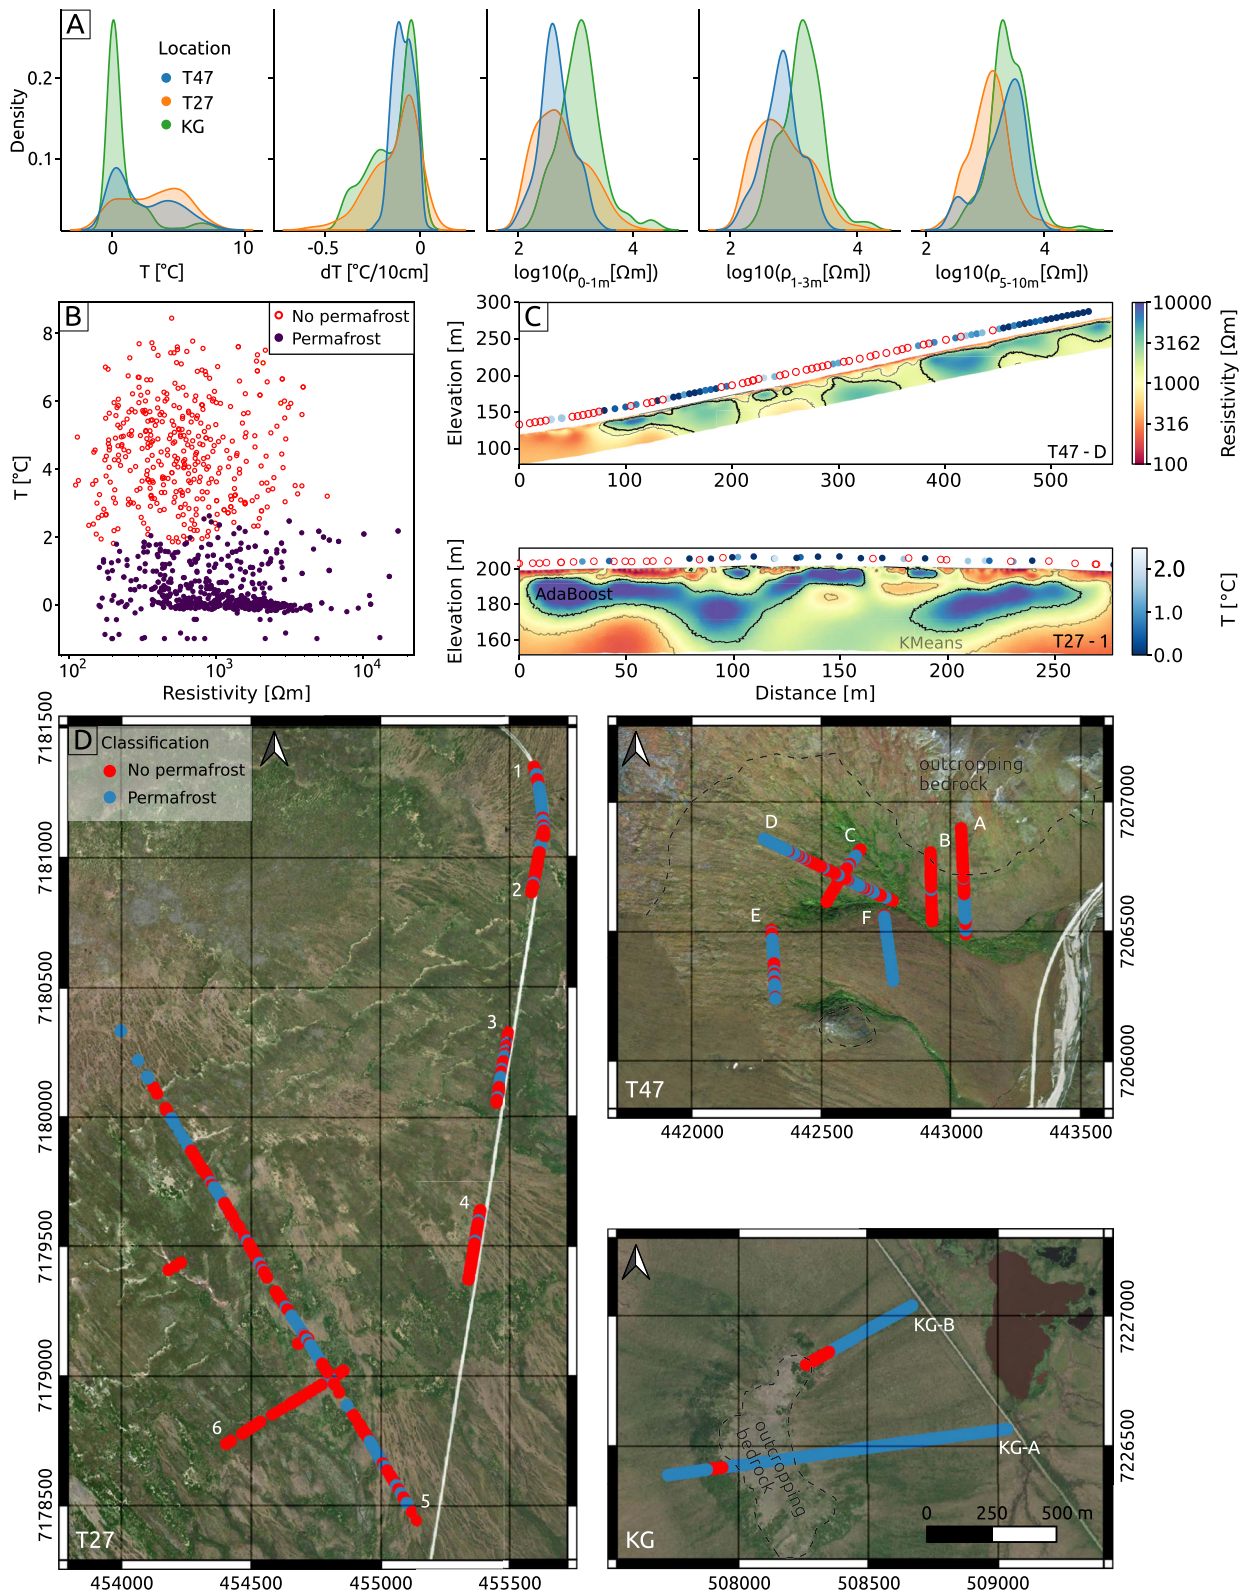 A
Location
T47
T27
KG
Density
0.2
0.1
0
10
T [°C]
-0.5
0
dT [°C/10cm]
2
4
log10(ρ0-1m[Ωm])
2
4
log10(ρ1-3m[Ωm])
2
4
log10(ρ5-10m[Ωm])
B
No permafrost
Permafrost
T [°C]
8
6
4
2
0
10²
10³
10⁴
Resistivity [Ωm]
C
Elevation [m]
300
250
200
150
100
T47 - D
0
100
200
300
400
500
10000
3162
1000
316
100
Resistivity [Ωm]
Elevation [m]
200
180
160
AdaBoost
KMeans
T27 - 1
0
50
100
150
200
250
Distance [m]
2.0
1.0
0.0
T [°C]
D
Classification
No permafrost
Permafrost
1
2
3
4
5
6
T27
7181500
7181000
7180500
7180000
7179500
7179000
7178500
454000
454500
455000
455500
outcropping
bedrock
A
B
C
D
E
F
T47
7207000
7206500
7206000
442000
442500
443000
443500
KG-B
KG-A
outcropping
bedrock
0
250
500 m
KG
7227000
7226500
508000
508500
509000